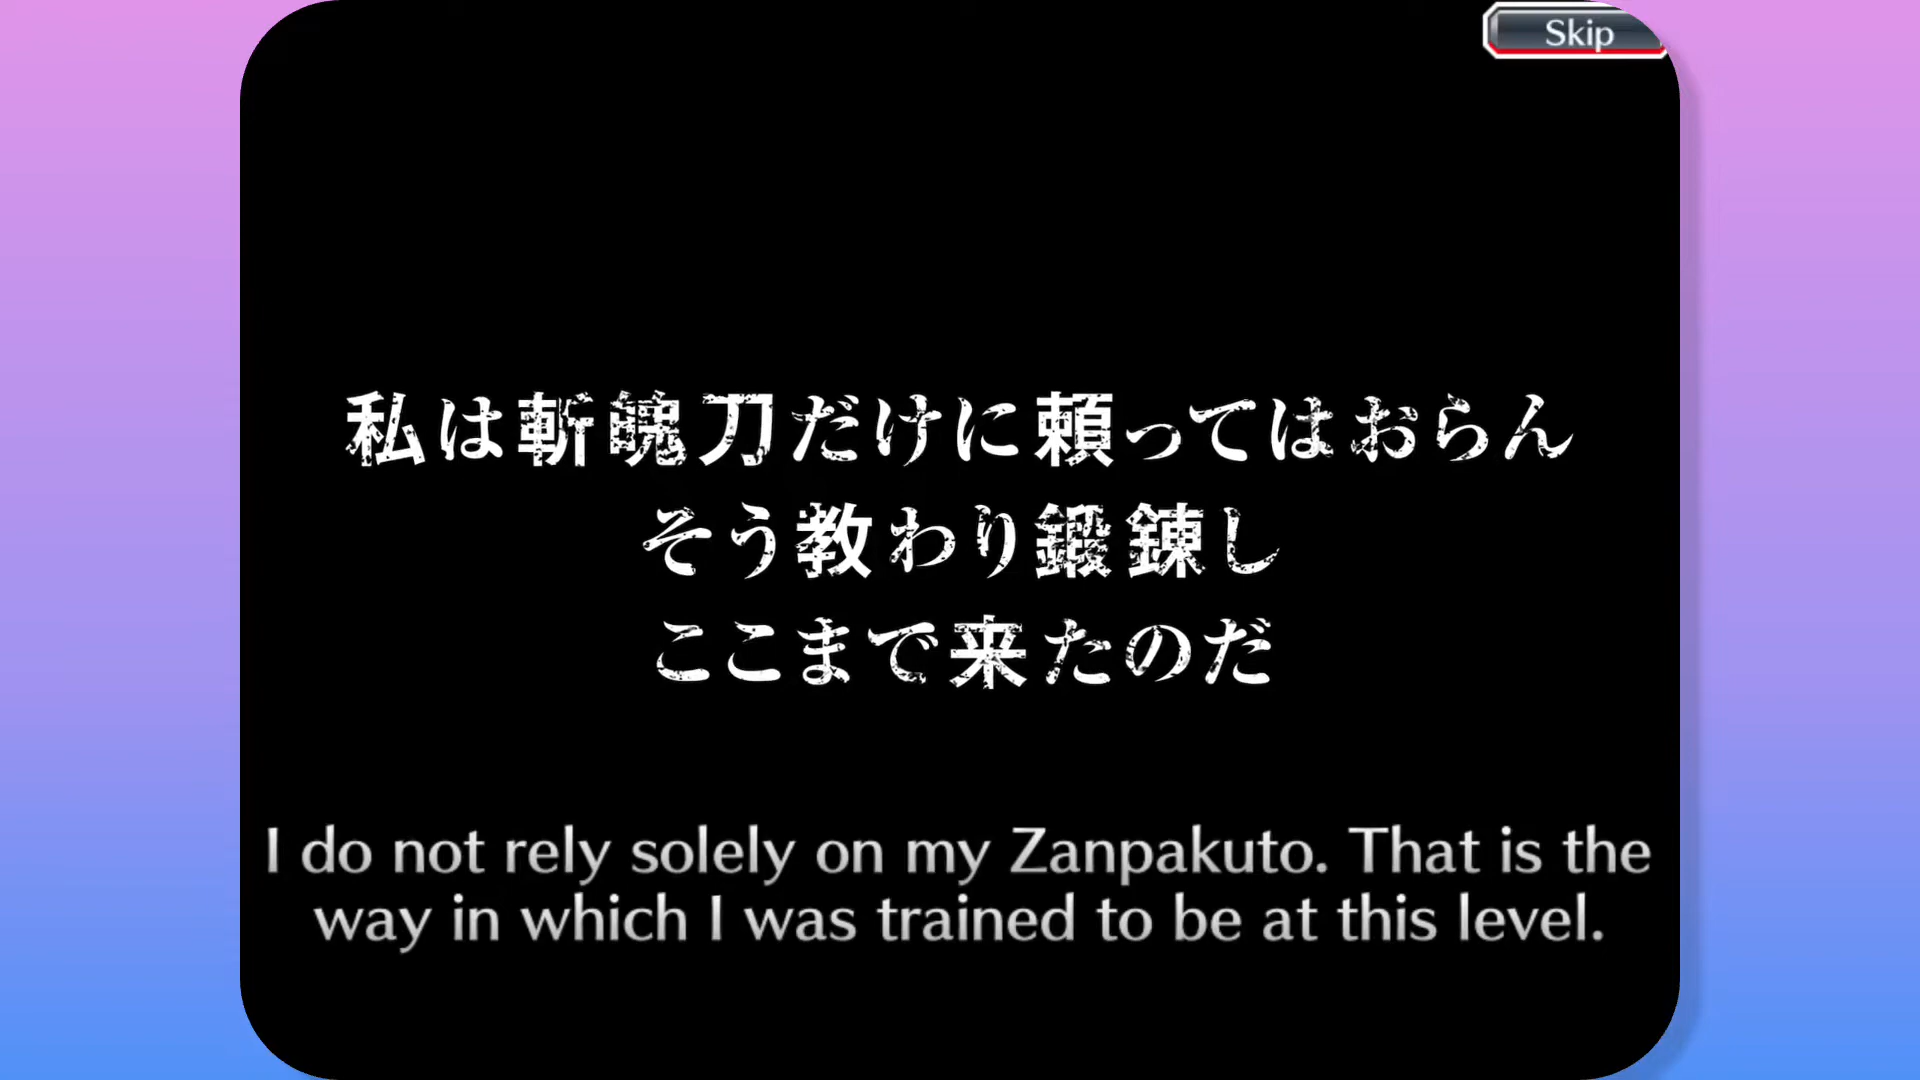 Skip
私は斬魄刀だけに頼ってはおらん
そう教わり鍛錬し
ここまで来たのだ
I do not rely solely on my Zanpakuto. That is the
way in which I was trained to be at this level.